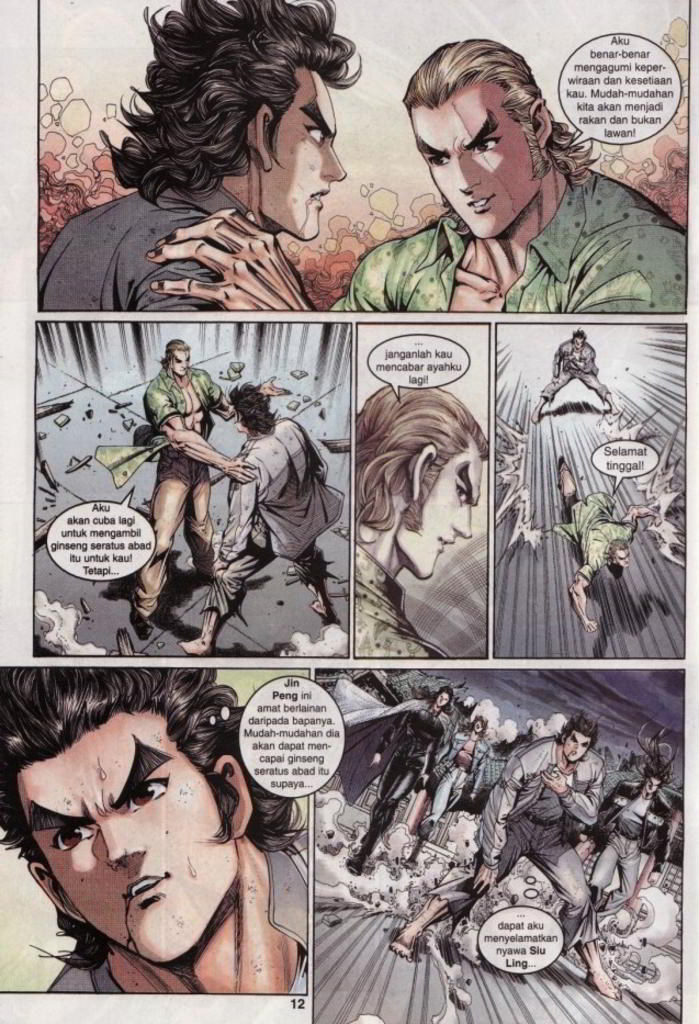 Aku
benar-benar
mengagumi keper-
wiraan dan kesetiaan
kau. Mudah-mudahan
kita akan menjadi
rakan dan bukan
lawan!
Aku
akan cuba lagi
untuk mengambil
ginseng seratus abad
itu untuk kau!
Tetapi...
...
janganlah kau
mencabar ayahku
lagi!
Selamat
tinggal!
Jin
Peng ini
amat berlainan
daripada bapanya.
Mudah-mudahan dia
akan dapat men-
capai ginseng
seratus abad itu
supaya...
...
dapat aku
menyelamatkan
nyawa Siu
Ling...
12